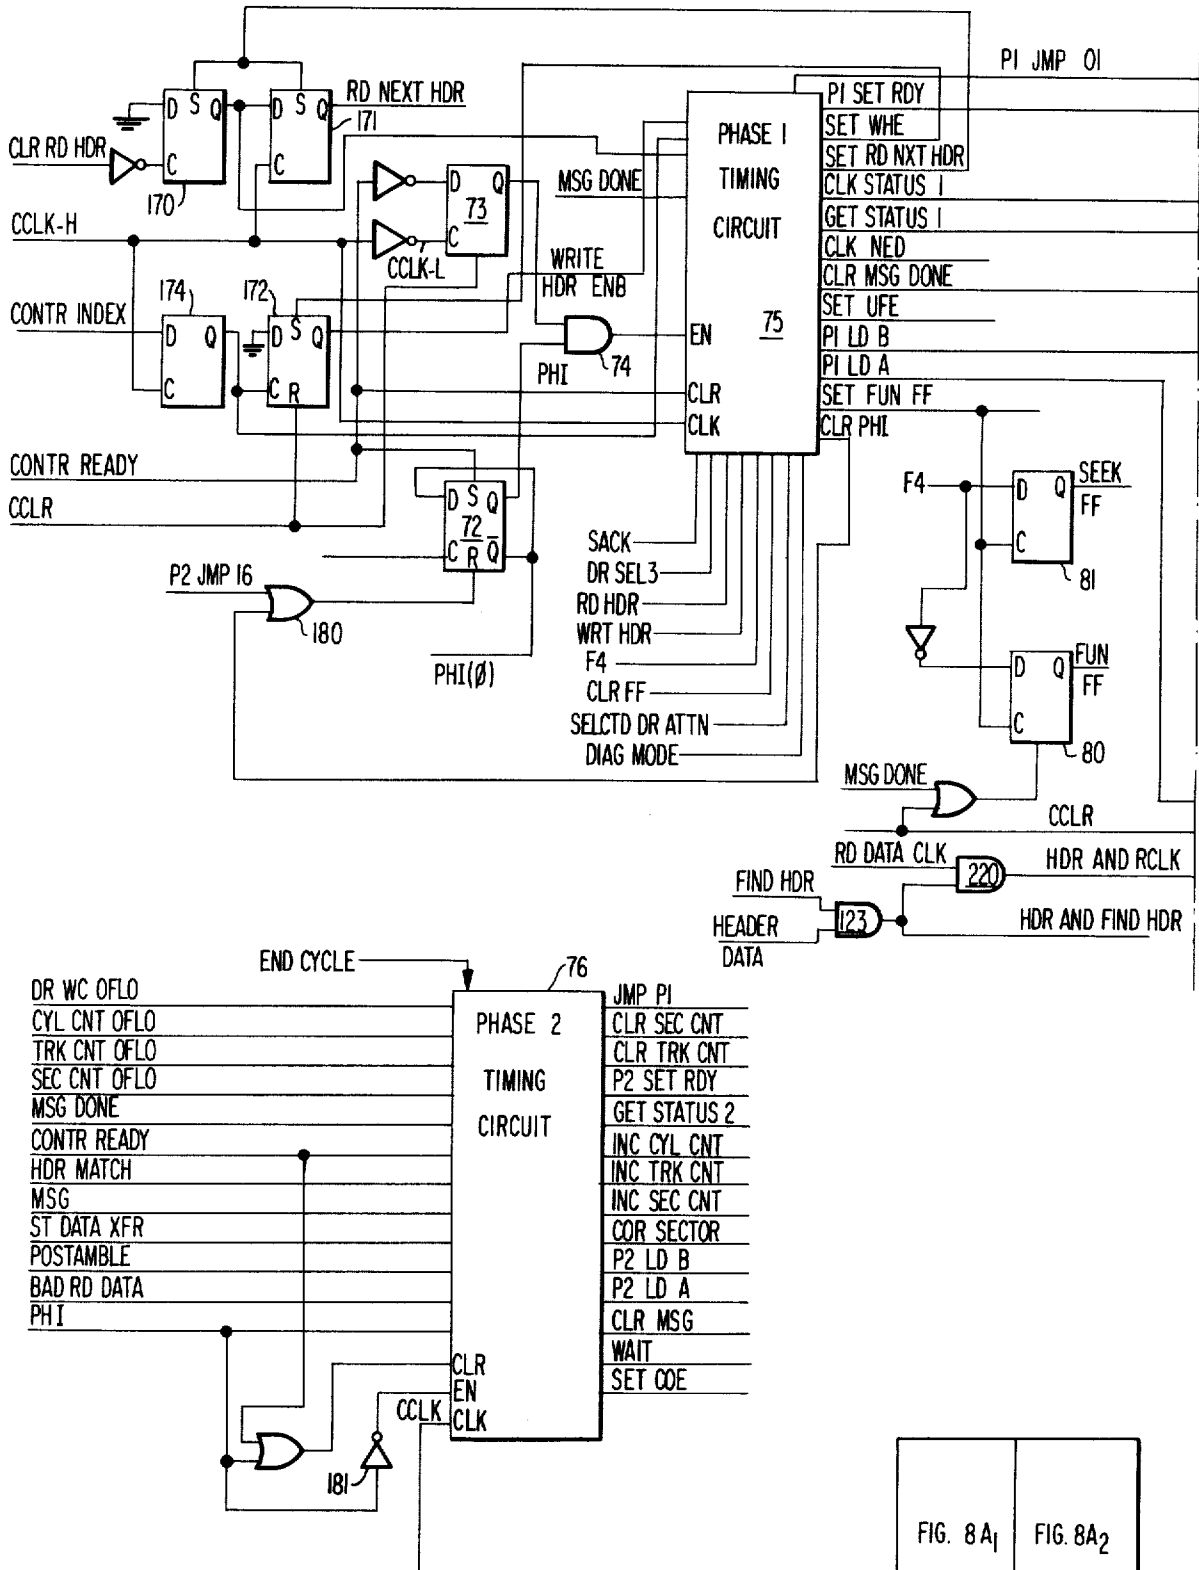 PI JMP 01
D S Q
D S Q
RD NEXT HDR
171
CLR RD HDR
C
C
170
PI SET RDY
SET WHE
SET RD NXT HDR
CLK STATUS 1
GET STATUS 1
CLK NED
CLR MSG DONE
SET UFE
PI LD B
PI LD A
SET FUN FF
CLR PHI
PHASE 1
TIMING
CIRCUIT
75
MSG DONE
EN
CLR
CLK
D Q
73
C
CCLK-H
CCLK-L
WRITE
HDR ENB
74
PHI
CONTR INDEX
174
D Q
C
172
D S Q
C R
CONTR READY
CCLR
D S Q
72
C R Q̅
P2 JMP 16
180
PHI(Ø)
SACK
DR SEL3
RD HDR
WRT HDR
F4
CLR FF
SELCTD DR ATTN
DIAG MODE
F4
D Q
SEEK
FF
C
81
D Q
FUN
FF
C
80
MSG DONE
CCLR
RD DATA CLK
220
HDR AND RCLK
FIND HDR
123
HEADER
DATA
HDR AND FIND HDR
END CYCLE
76
DR WC OFLO
CYL CNT OFLO
TRK CNT OFLO
SEC CNT OFLO
MSG DONE
CONTR READY
HDR MATCH
MSG
ST DATA XFR
POSTAMBLE
BAD RD DATA
PHI
PHASE 2
TIMING
CIRCUIT
CLR
EN
CLK
CCLK
181
JMP PI
CLR SEC CNT
CLR TRK CNT
P2 SET RDY
GET STATUS 2
INC CYL CNT
INC TRK CNT
INC SEC CNT
COR SECTOR
P2 LD B
P2 LD A
CLR MSG
WAIT
SET COE
FIG. 8A₁
FIG. 8A₂